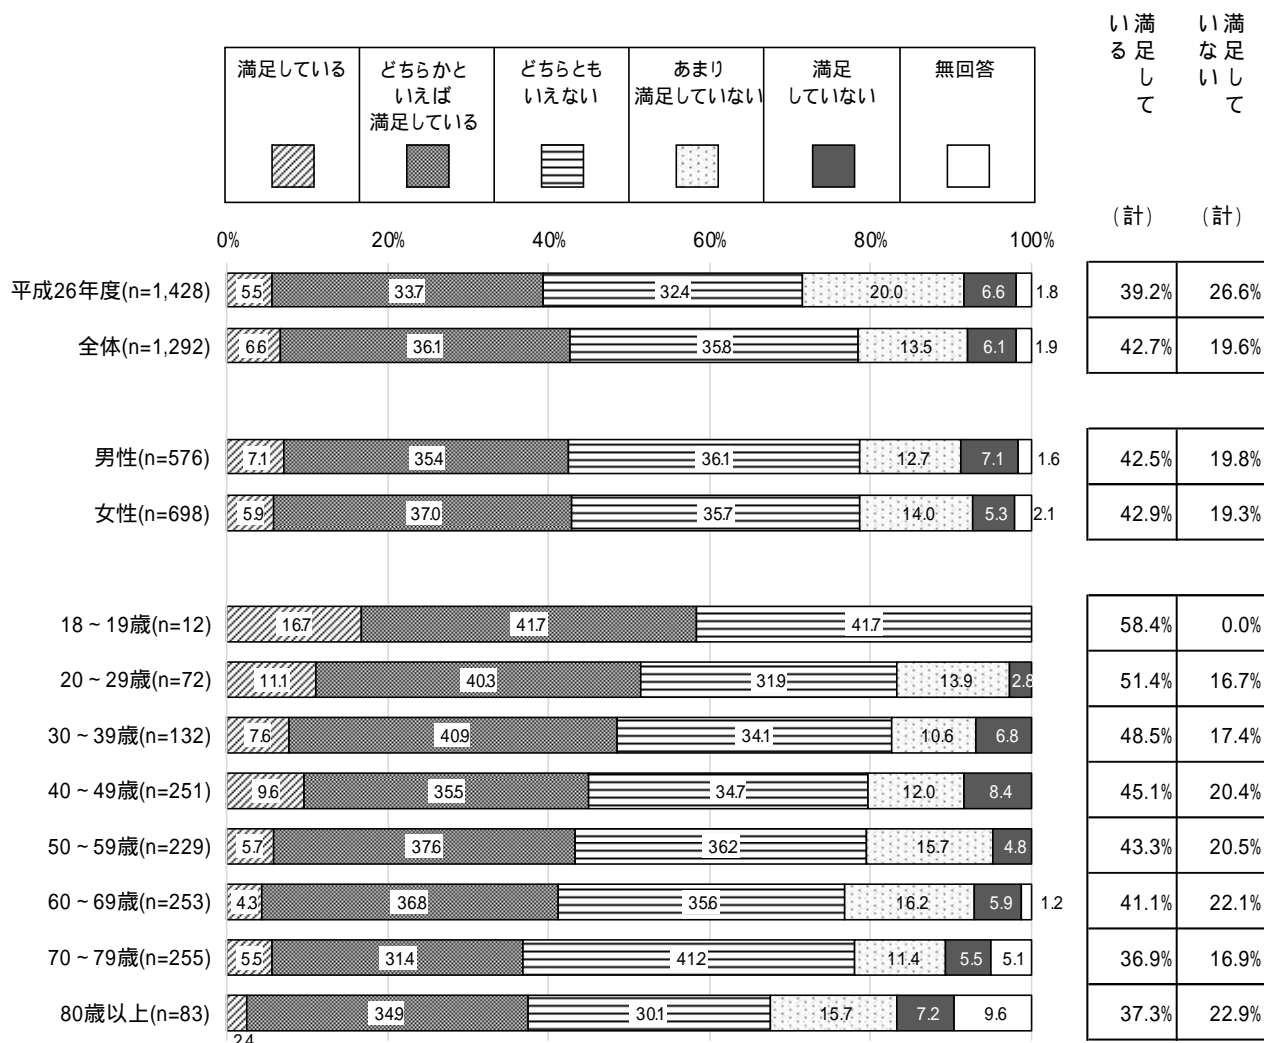 満足している
どちらかと
いえば
満足している
どちらとも
いえない
あまり
満足していない
満足
していない
無回答
満足して
いる
(計)
満足して
いない
(計)
0% 20% 40% 60% 80% 100%
平成26年度(n=1,428) 5.5 33.7 32.4 20.0 6.6 1.8 39.2% 26.6%
全体(n=1,292) 6.6 36.1 35.8 13.5 6.1 1.9 42.7% 19.6%
男性(n=576) 7.1 35.4 36.1 12.7 7.1 1.6 42.5% 19.8%
女性(n=698) 5.9 37.0 35.7 14.0 5.3 2.1 42.9% 19.3%
18~19歳(n=12) 16.7 41.7 41.7 58.4% 0.0%
20~29歳(n=72) 11.1 40.3 31.9 13.9 2.8 51.4% 16.7%
30~39歳(n=132) 7.6 40.9 34.1 10.6 6.8 48.5% 17.4%
40~49歳(n=251) 9.6 35.5 34.7 12.0 8.4 45.1% 20.4%
50~59歳(n=229) 5.7 37.6 36.2 15.7 4.8 43.3% 20.5%
60~69歳(n=253) 4.3 36.8 35.6 16.2 5.9 1.2 41.1% 22.1%
70~79歳(n=255) 5.5 31.4 41.2 11.4 5.5 5.1 36.9% 16.9%
80歳以上(n=83) 34.9 30.1 15.7 7.2 9.6 37.3% 22.9%
2.4